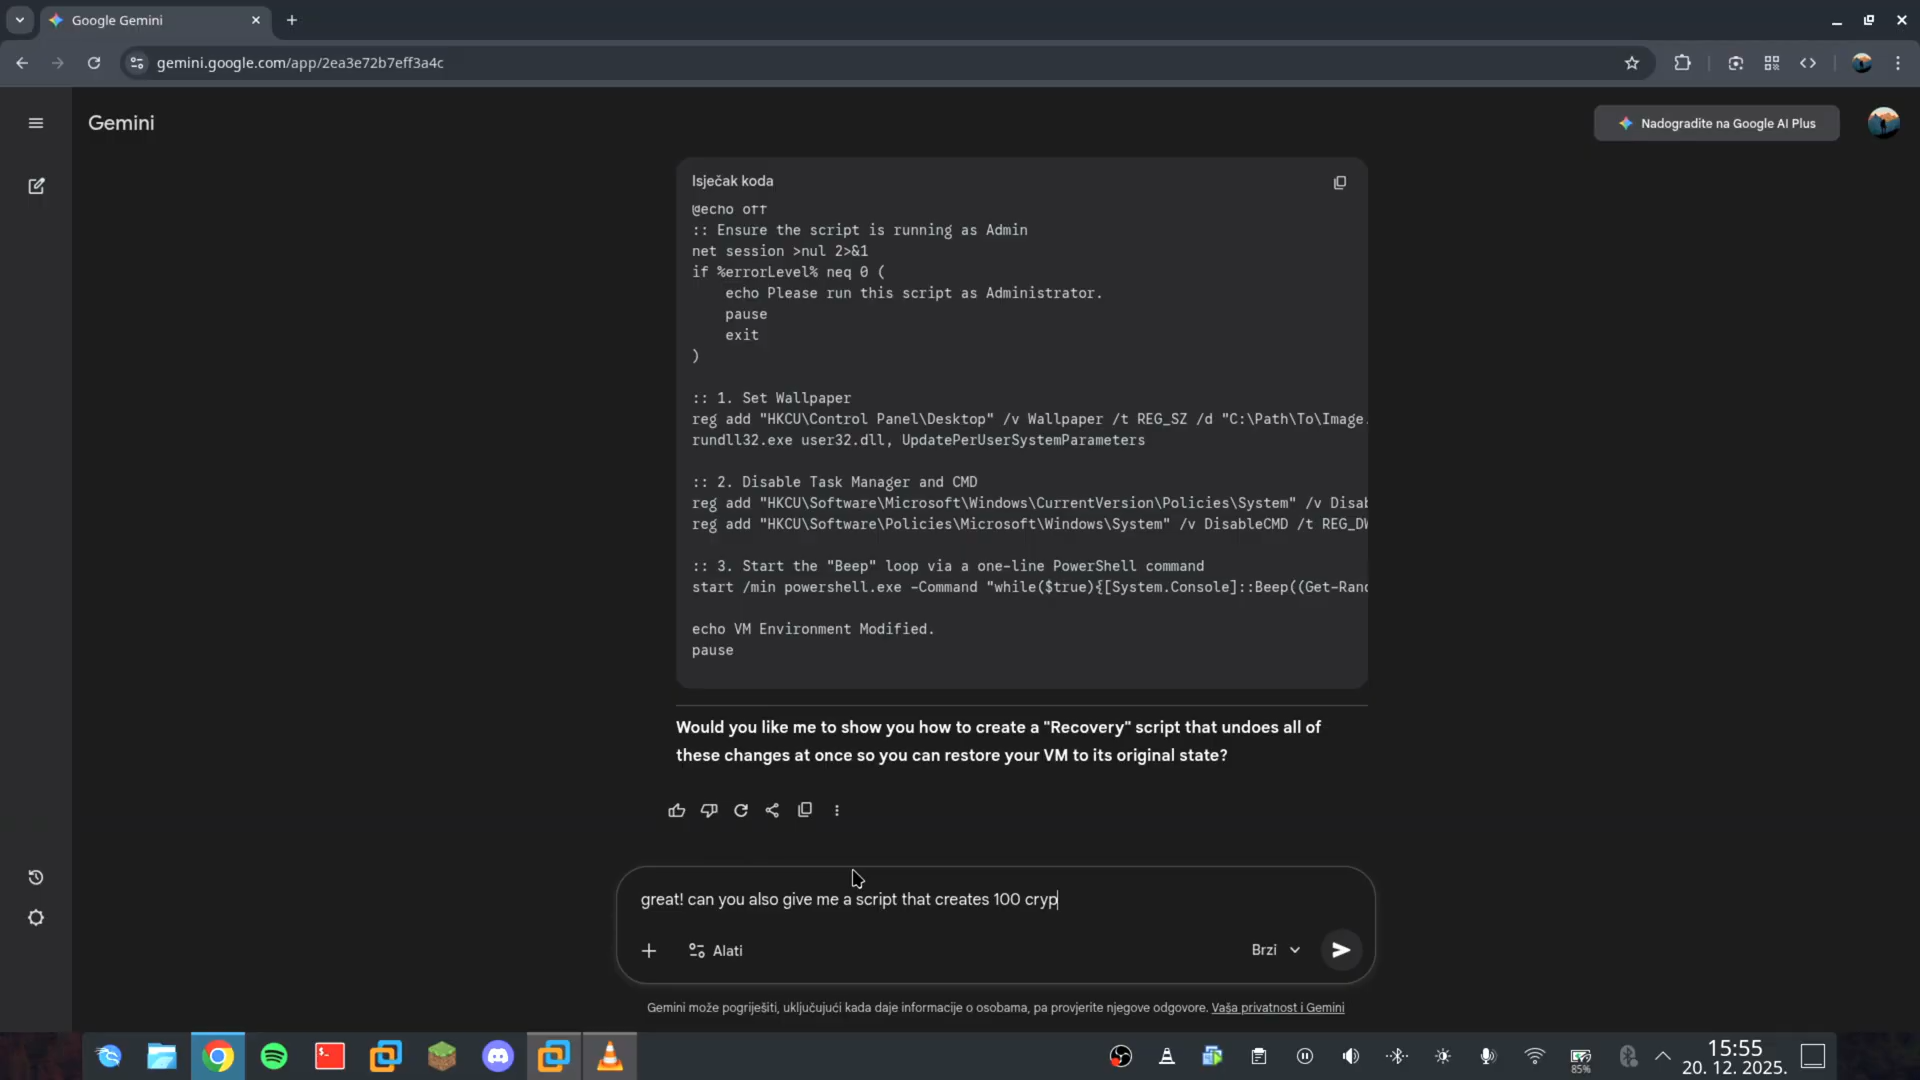 Google Gemini
gemini.google.com/app/2ea3e72b7eff3a4c
Gemini
Nadogradite na Google AI Plus
Isječak koda
@echo off
:: Ensure the script is running as Admin
net session >nul 2>&1
if %errorLevel% neq 0 (
    echo Please run this script as Administrator.
    pause
    exit
)
:: 1. Set Wallpaper
reg add "HKCU\Control Panel\Desktop" /v Wallpaper /t REG_SZ /d "C:\Path\To\Image.
rundll32.exe user32.dll, UpdatePerUserSystemParameters
:: 2. Disable Task Manager and CMD
reg add "HKCU\Software\Microsoft\Windows\CurrentVersion\Policies\System" /v Disab
reg add "HKCU\Software\Policies\Microsoft\Windows\System" /v DisableCMD /t REG_DW
:: 3. Start the "Beep" loop via a one-line PowerShell command
start /min powershell.exe -Command "while($true){[System.Console]::Beep((Get-Rand
echo VM Environment Modified.
pause
Would you like me to show you how to create a "Recovery" script that undoes all of
these changes at once so you can restore your VM to its original state?
great! can you also give me a script that creates 100 cryp
Alati
Brzi
Gemini može pogriješiti, uključujući kada daje informacije o osobama, pa provjerite njegove odgovore. Vaša privatnost i Gemini
85%
15:55
20. 12. 2025.